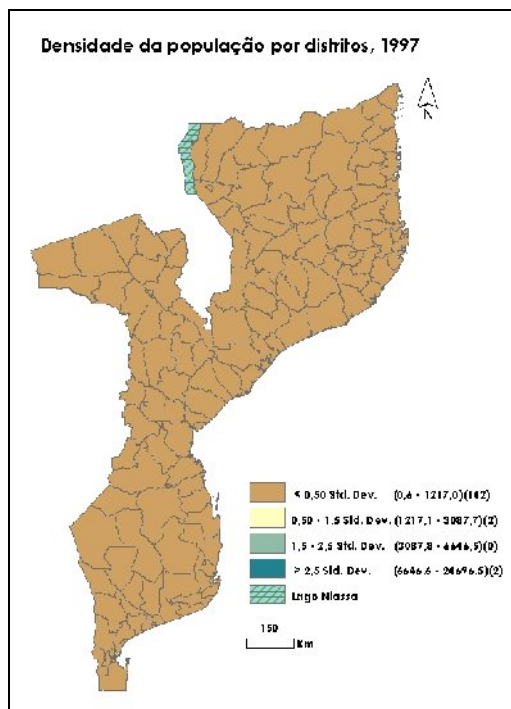 Densidade da população por distritos, 1997
N
< 0,50 Std. Dev. (0,6 - 1217,0)(142)
0,50 - 1,5 Std. Dev. (1217,1 - 3087,7)(2)
1,5 - 2,5 Std. Dev. (3087,8 - 6646,5)(0)
> 2,5 Std. Dev. (6646,6 - 24696,5)(2)
Lago Niassa
150
Km